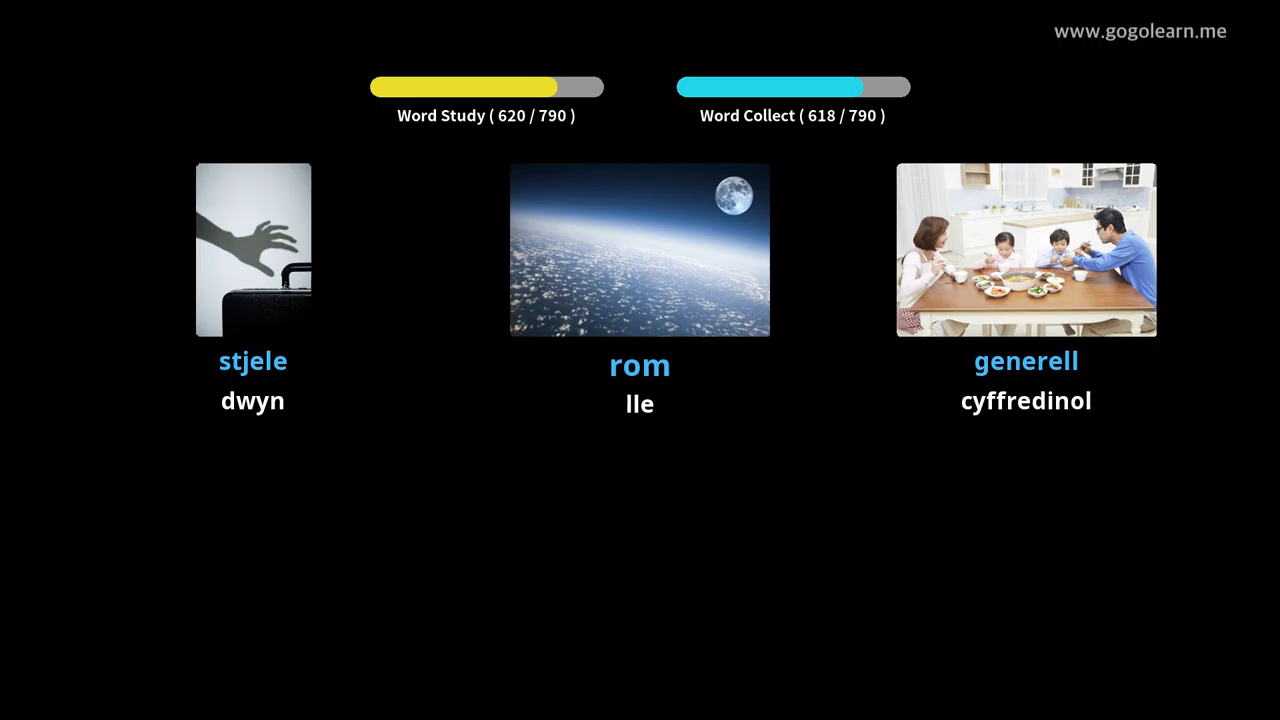 www.gogolearn.me
Word Study ( 620 / 790 )
Word Collect ( 618 / 790 )
stjele
dwyn
rom
lle
generell
cyffredinol